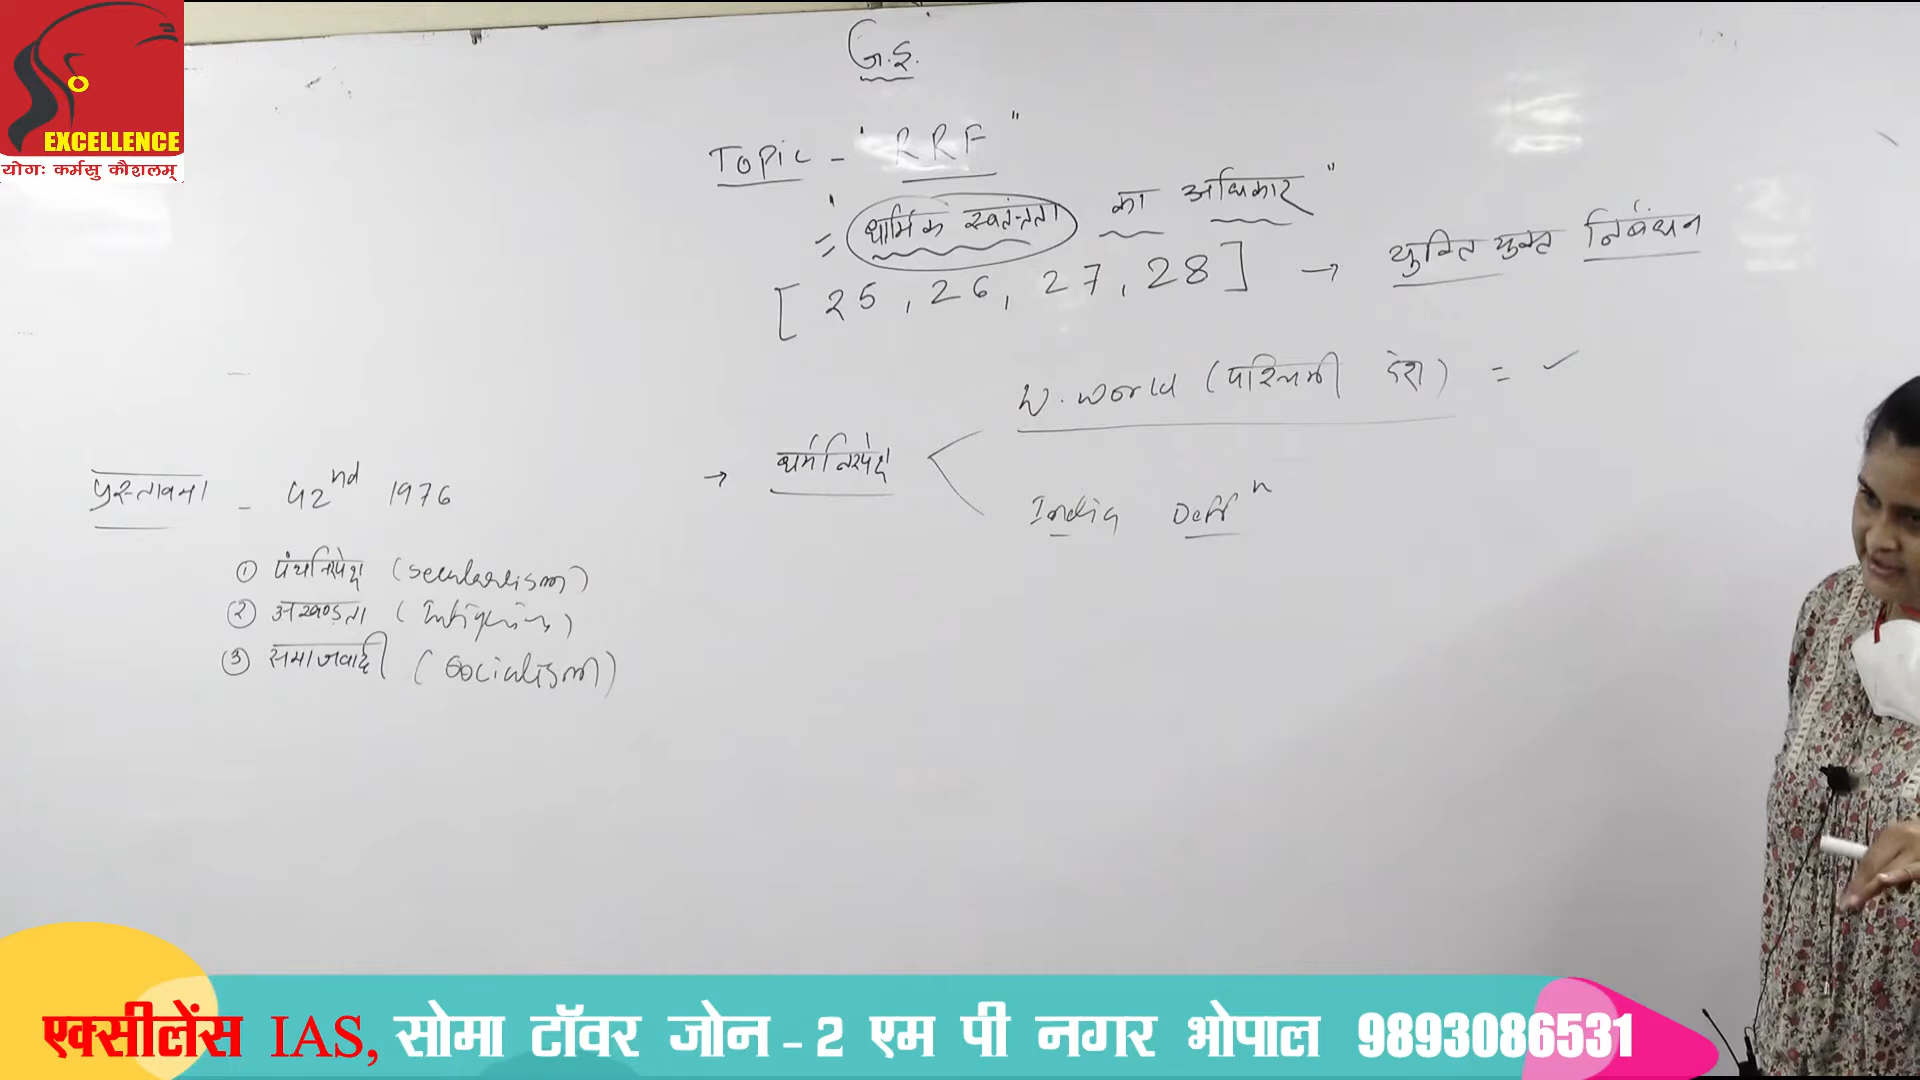 EXCELLENCE
योगः कर्मसु कौशलम्
G.S.
Topic - "RRF"
= "धार्मिक स्वतंत्रता का अधिकार"
[25, 26, 27, 28] → युक्ति युक्त निर्बंधन
→ धर्मनिरपेक्ष
W. World (पश्चिमी देश) = ✓
India Defⁿ
प्रस्तावना - 42nd 1976
① पंथनिरपेक्ष (Secularism)
② अखण्डता
③ समाजवादी (Socialism)
एक्सीलेंस IAS, सोमा टॉवर जोन - 2 एम पी नगर भोपाल 9893086531